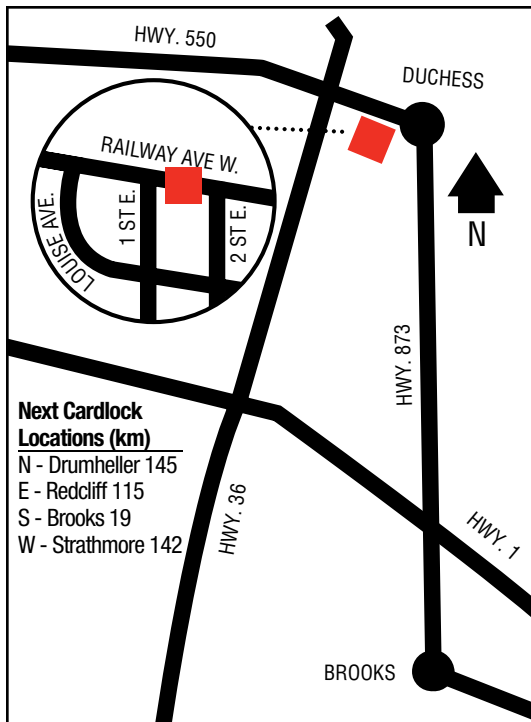 HWY. 550
DUCHESS
RAILWAY AVE W.
LOUISE AVE.
1 ST E.
2 ST E.
N
HWY. 873
Next Cardlock
Locations (km)
N - Drumheller 145
E - Redcliff 115
S - Brooks 19
W - Strathmore 142
HWY. 36
HWY. 1
BROOKS